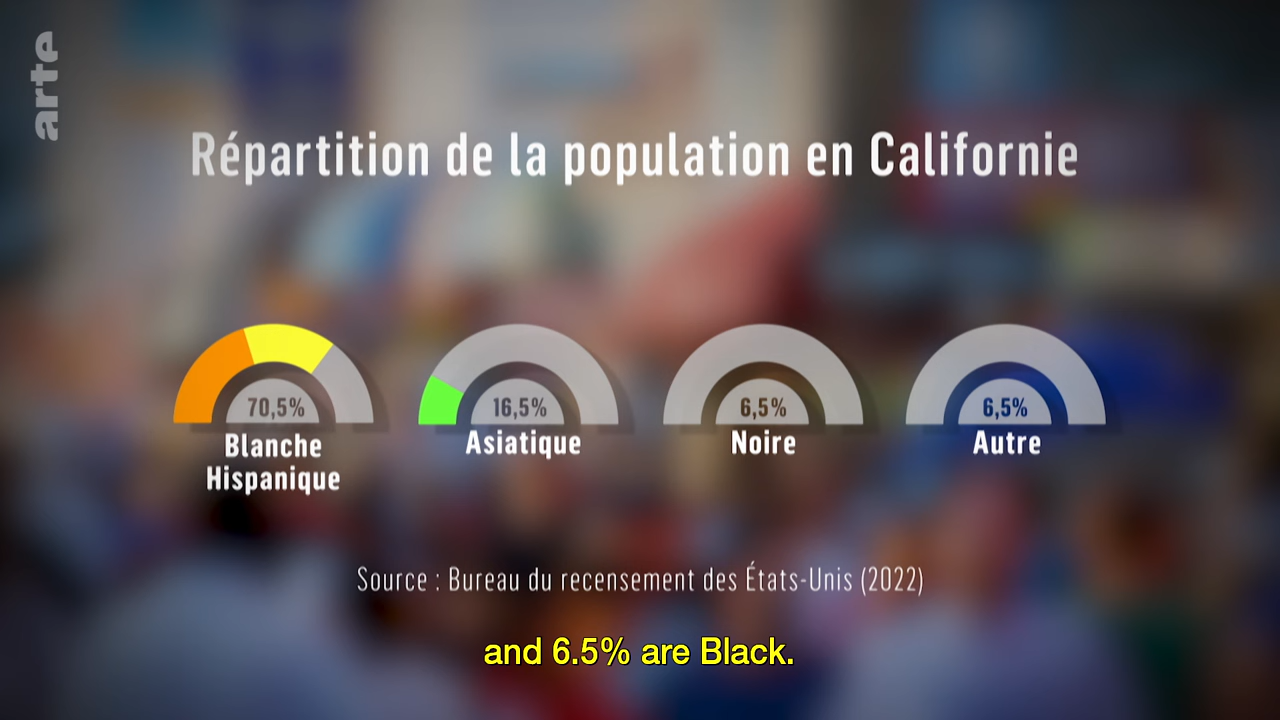 arte
Répartition de la population en Californie
70,5%
Blanche
Hispanique
16,5%
Asiatique
6,5%
Noire
6,5%
Autre
Source : Bureau du recensement des États-Unis (2022)
and 6.5% are Black.